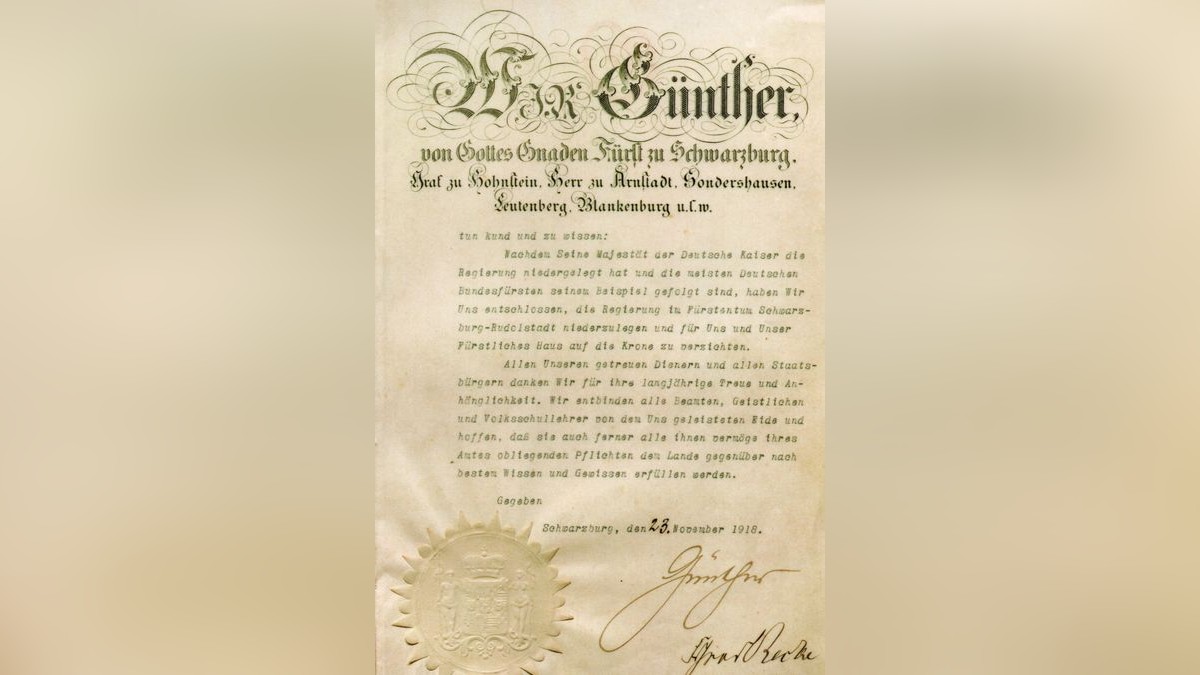 WIR Günther,
von Gottes Gnaden Fürst zu Schwarzburg,
Graf zu Hohnstein, Herr zu Arnstadt, Sondershausen,
Leutenberg, Blankenburg u.s.w.
tun kund und zu wissen:
Nachdem Seine Majestät der Deutsche Kaiser die
Regierung niedergelegt hat und die meisten Deutschen
Bundesfürsten seinem Beispiel gefolgt sind, haben Wir
Uns entschlossen, die Regierung im Fürstentum Schwarz-
burg-Rudolstadt niederzulegen und für Uns und Unser
Fürstliches Haus auf die Krone zu verzichten.
Allen Unseren getreuen Dienern und allen Staats-
bürgern danken Wir für ihre langjährige Treue und An-
hänglichkeit. Wir entbinden alle Beamten, Geistlichen
und Volksschullehrer von dem Uns geleisteten Eide und
hoffen, daß sie auch ferner alle ihnen vermöge ihres
Amtes obliegenden Pflichten dem Lande gegenüber nach
bestem Wissen und Gewissen erfüllen werden.
Gegeben
Schwarzburg, den 23. November 1918.
Günther
Recke